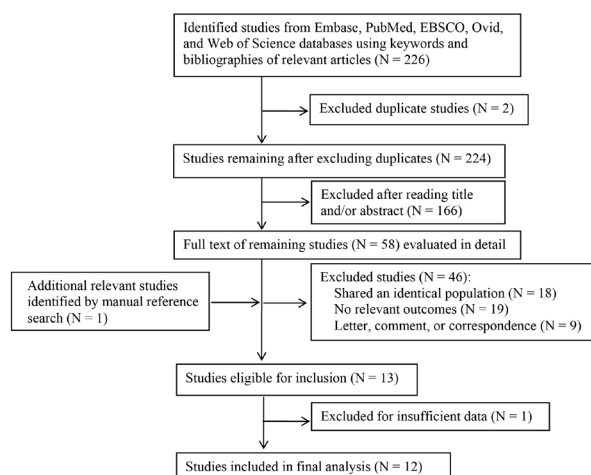 Identified studies from Embase, PubMed, EBSCO, Ovid,
and Web of Science databases using keywords and
bibliographies of relevant articles (N = 226)
Excluded duplicate studies (N = 2)
Studies remaining after excluding duplicates (N = 224)
Excluded after reading title
and/or abstract (N = 166)
Full text of remaining studies (N = 58) evaluated in detail
Additional relevant studies
identified by manual reference
search (N = 1)
Excluded studies (N = 46):
Shared an identical population (N = 18)
No relevant outcomes (N = 19)
Letter, comment, or correspondence (N = 9)
Studies eligible for inclusion (N = 13)
Excluded for insufficient data (N = 1)
Studies included in final analysis (N = 12)